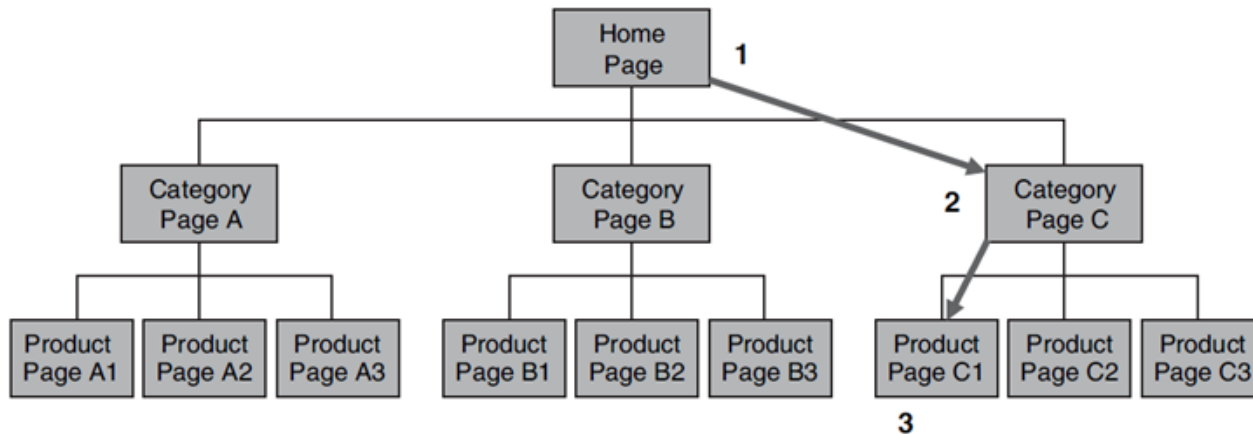 Home
Page
1
Category
Page A
Category
Page B
2
Category
Page C
Product
Page A1
Product
Page A2
Product
Page A3
Product
Page B1
Product
Page B2
Product
Page B3
Product
Page C1
Product
Page C2
Product
Page C3
3